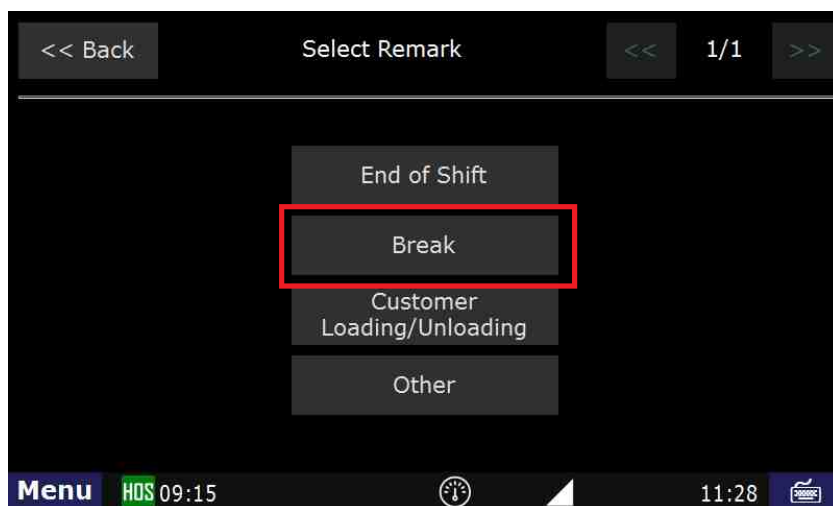 << Back Select Remark << 1/1 >>
End of Shift
Break
Customer
Loading/Unloading
Other
Menu HOS 09:15 11:28